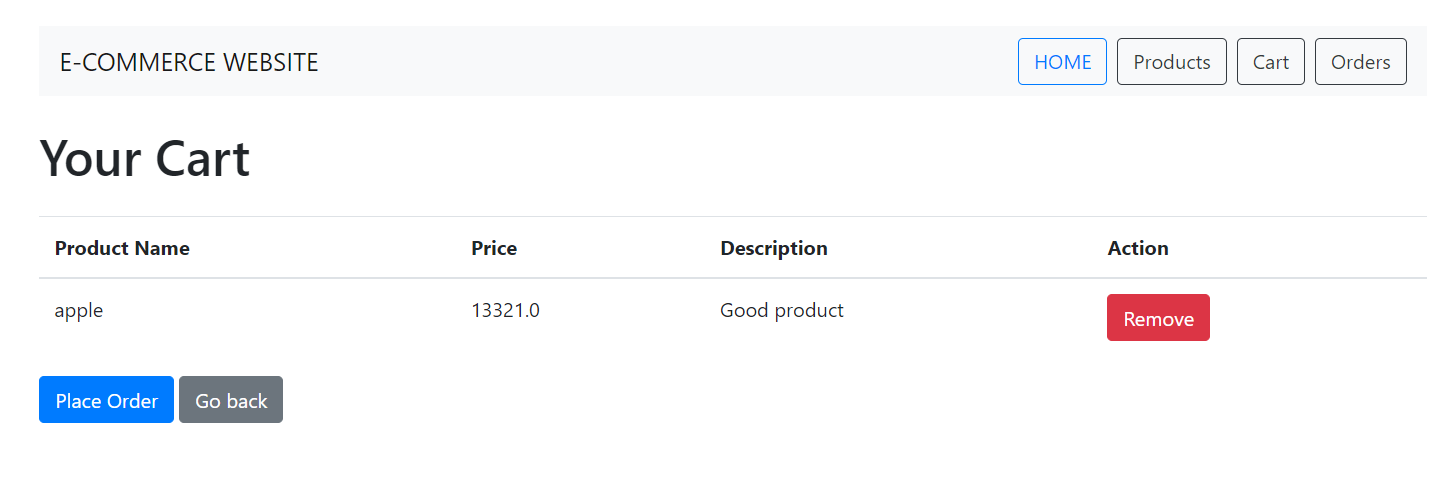 E-COMMERCE WEBSITE HOME Products Cart Orders
Your Cart
Product Name Price Description Action
apple 13321.0 Good product Remove
Place Order Go back